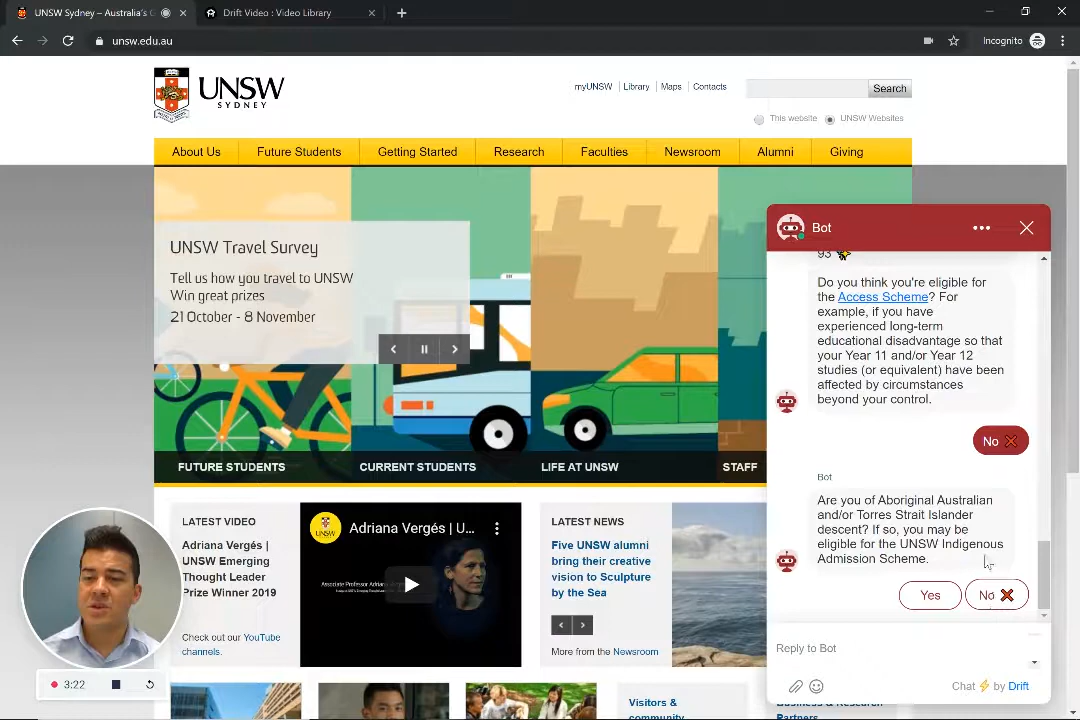 UNSW Sydney – Australia's G
Drift Video : Video Library
unsw.edu.au
Incognito
UNSW
SYDNEY
myUNSW
Library
Maps
Contacts
Search
This website
UNSW Websites
About Us
Future Students
Getting Started
Research
Faculties
Newsroom
Alumni
Giving
UNSW Travel Survey
Tell us how you travel to UNSW
Win great prizes
21 October - 8 November
FUTURE STUDENTS
CURRENT STUDENTS
LIFE AT UNSW
STAFF
LATEST VIDEO
Adriana Vergés |
UNSW Emerging
Thought Leader
Prize Winner 2019
Check out our YouTube
channels.
UNSW
Adriana Vergés | U...
LATEST NEWS
Five UNSW alumni
bring their creative
vision to Sculpture
by the Sea
More from the Newsroom
Visitors &
community
Business & Research
Partners
3:22
Bot
93
Do you think you're eligible for
the Access Scheme? For
example, if you have
experienced long-term
educational disadvantage so that
your Year 11 and/or Year 12
studies (or equivalent) have been
affected by circumstances
beyond your control.
No
Bot
Are you of Aboriginal Australian
and/or Torres Strait Islander
descent? If so, you may be
eligible for the UNSW Indigenous
Admission Scheme.
Yes
No
Reply to Bot
Chat ⚡ by Drift